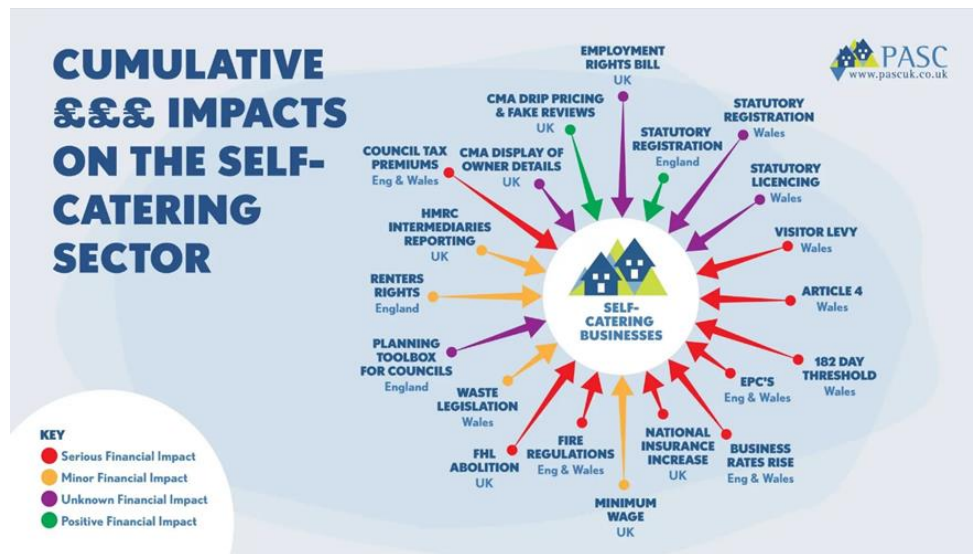 CUMULATIVE
£££ IMPACTS
ON THE SELF-
CATERING
SECTOR
PASC
www.pascuk.co.uk
EMPLOYMENT
RIGHTS BILL
UK
CMA DRIP PRICING
& FAKE REVIEWS
UK
STATUTORY
REGISTRATION
England
STATUTORY
REGISTRATION
Wales
COUNCIL TAX
PREMIUMS
Eng & Wales
CMA DISPLAY OF
OWNER DETAILS
UK
STATUTORY
LICENCING
Wales
HMRC
INTERMEDIARIES
REPORTING
UK
VISITOR LEVY
Wales
RENTERS
RIGHTS
England
SELF-
CATERING
BUSINESSES
ARTICLE 4
Wales
PLANNING
TOOLBOX
FOR COUNCILS
England
182 DAY
THRESHOLD
Wales
WASTE
LEGISLATION
Wales
EPC'S
Eng & Wales
FHL
ABOLITION
UK
FIRE
REGULATIONS
Eng & Wales
NATIONAL
INSURANCE
INCREASE
UK
BUSINESS
RATES RISE
Eng & Wales
MINIMUM
WAGE
UK
KEY
Serious Financial Impact
Minor Financial Impact
Unknown Financial Impact
Positive Financial Impact